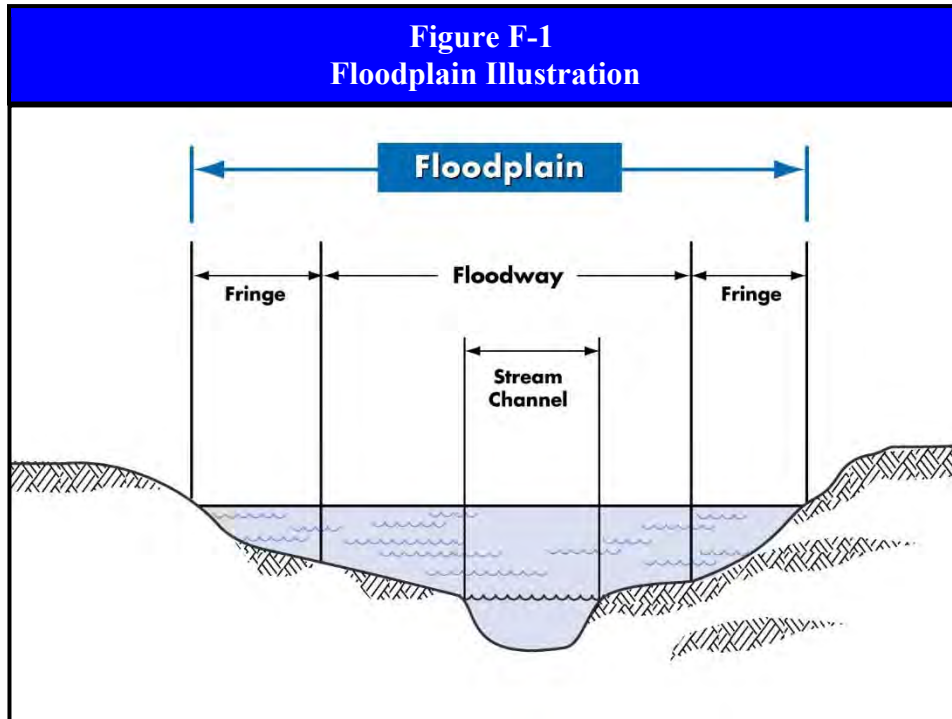 Figure F-1
Floodplain Illustration
Floodplain
Fringe
Floodway
Fringe
Stream
Channel